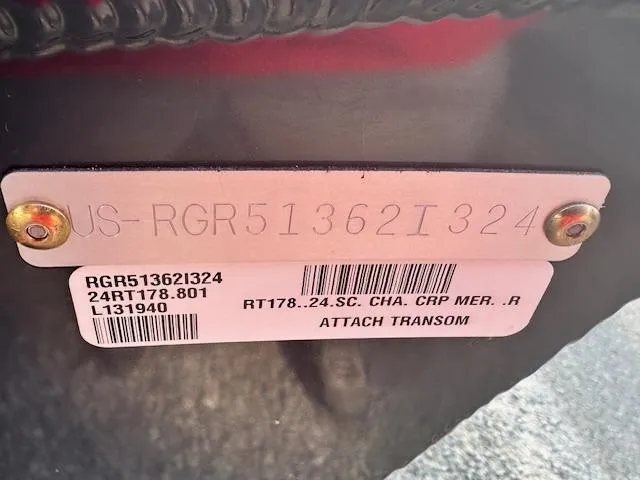 US-RGR51362I324
RGR51362I324
24RT178.801
L131940
RT178..24.SC. CHA. CRP MER. .R
ATTACH TRANSOM